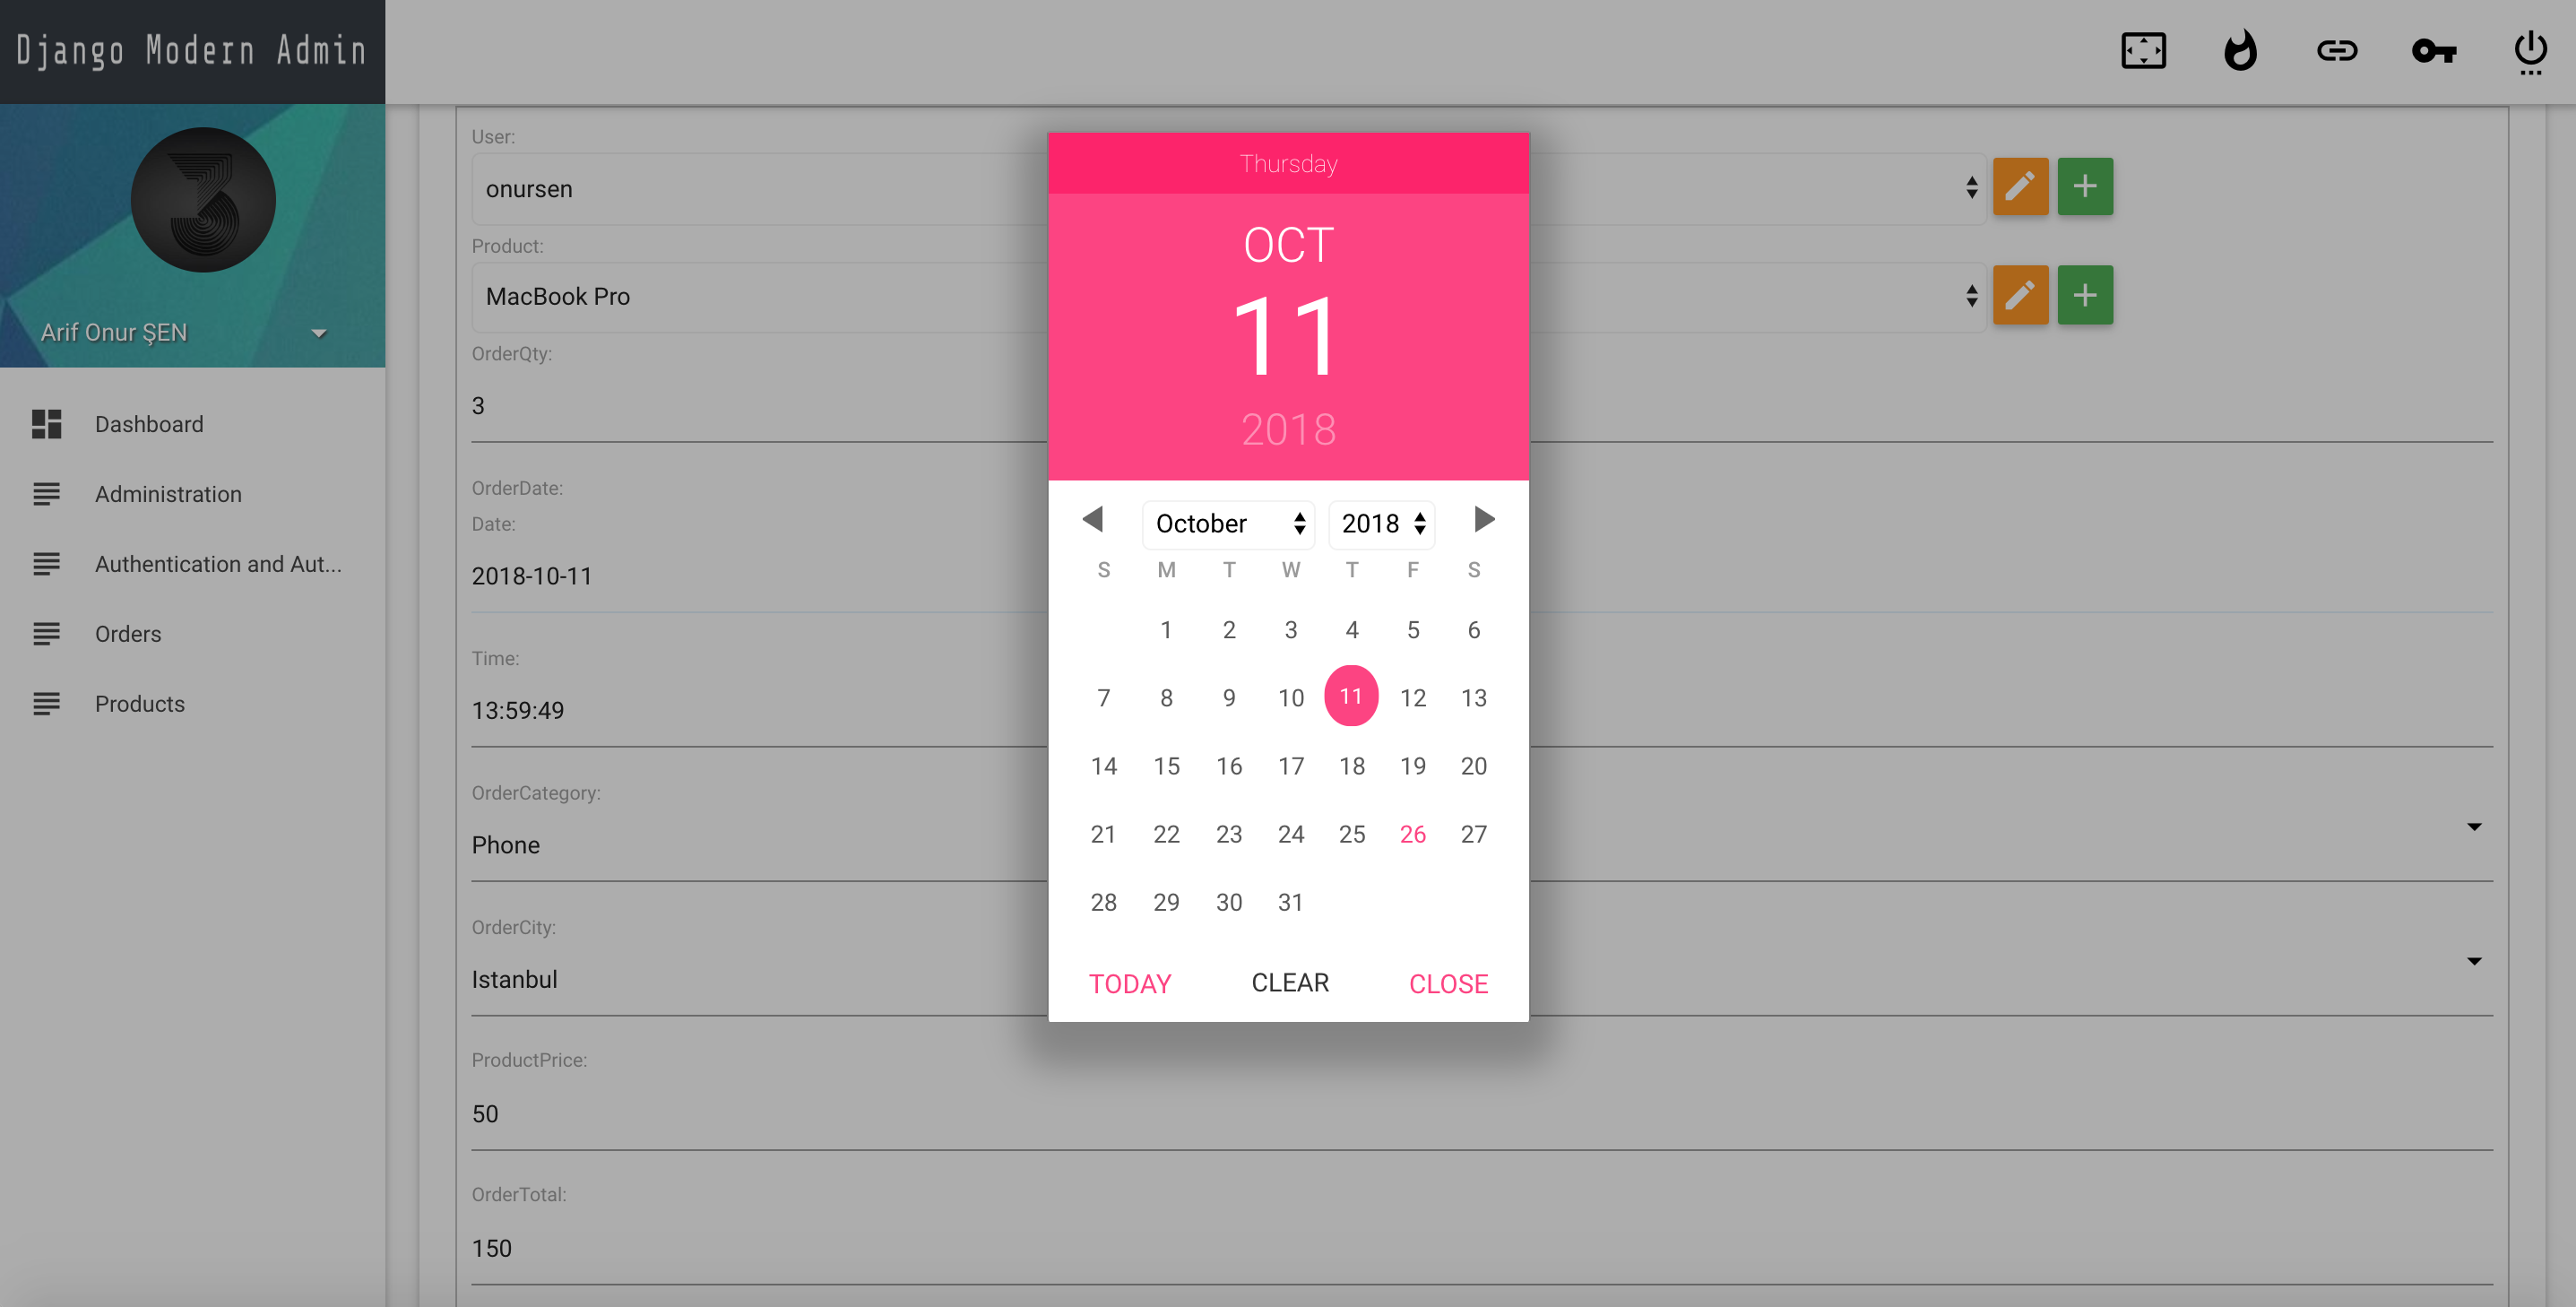 Django Modern Admin
Arif Onur ŞEN
Dashboard
Administration
Authentication and Aut...
Orders
Products
User:
onursen
Product:
MacBook Pro
OrderQty:
3
OrderDate:
Date:
2018-10-11
Time:
13:59:49
OrderCategory:
Phone
OrderCity:
Istanbul
ProductPrice:
50
OrderTotal:
150
Thursday
OCT
11
2018
October 2018
S M T W T F S
1 2 3 4 5 6
7 8 9 10 11 12 13
14 15 16 17 18 19 20
21 22 23 24 25 26 27
28 29 30 31
TODAY CLEAR CLOSE